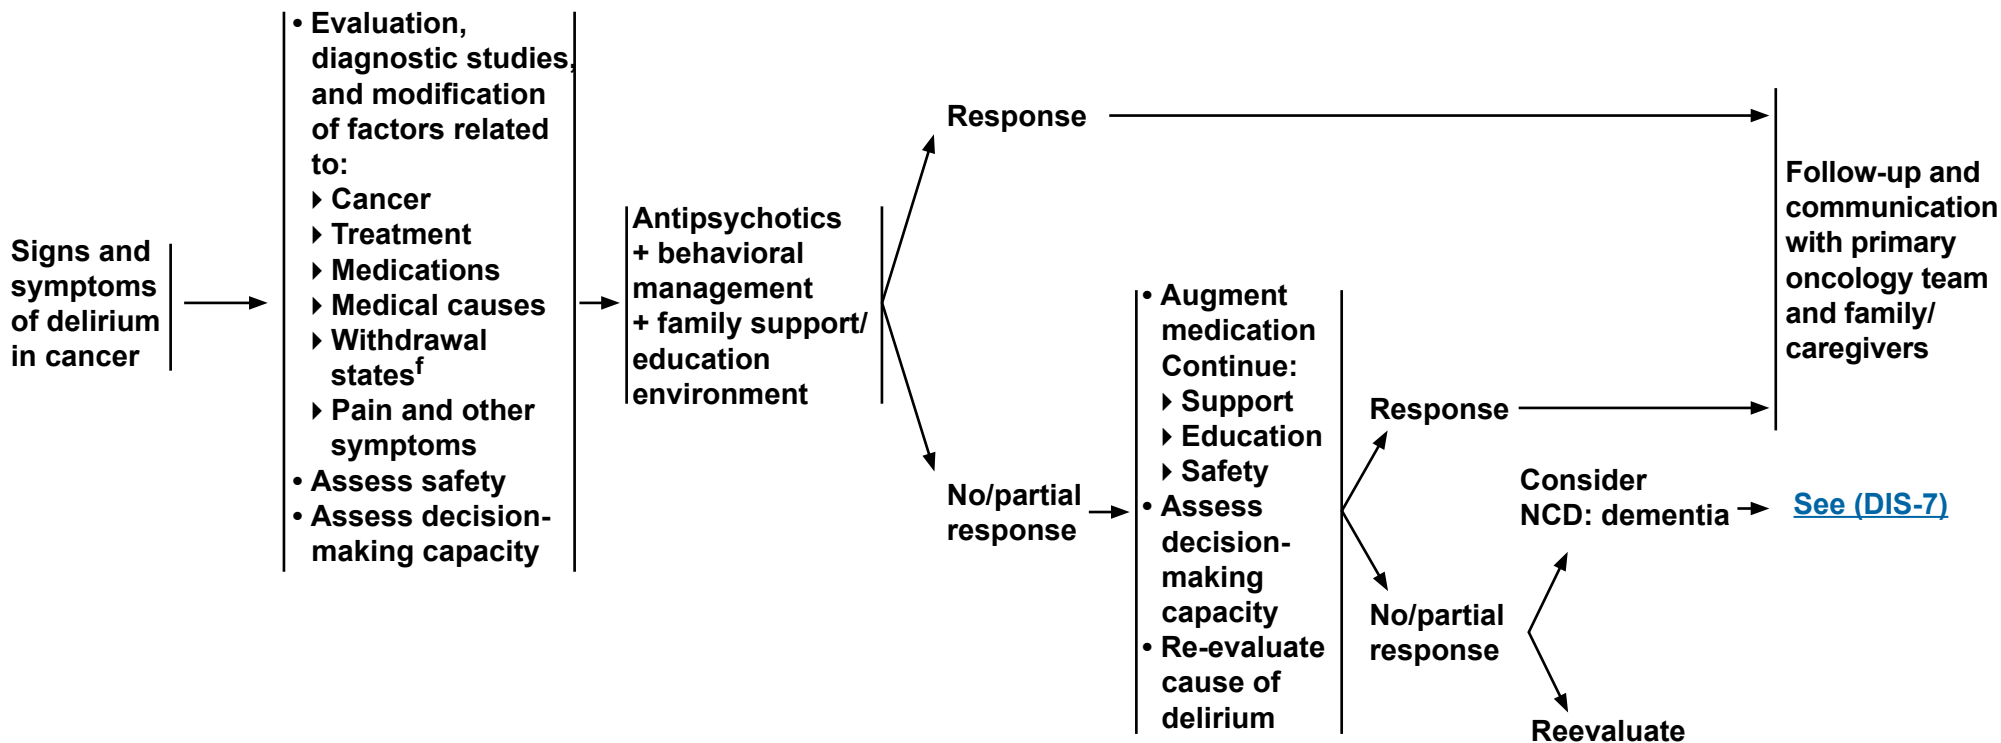 Signs and
symptoms
of delirium
in cancer
• Evaluation,
diagnostic studies,
and modification
of factors related
to:
Cancer
Treatment
Medications
Medical causes
Withdrawal
statesf
Pain and other
symptoms
• Assess safety
• Assess decision-
making capacity
Antipsychotics
+ behavioral
management
+ family support/
education
environment
Response
No/partial
response
• Augment
medication
Continue:
Support
Education
Safety
• Assess
decision-
making
capacity
• Re-evaluate
cause of
delirium
Response
No/partial
response
Consider
NCD: dementia
See (DIS-7)
Reevaluate
Follow-up and
communication
with primary
oncology team
and family/
caregivers